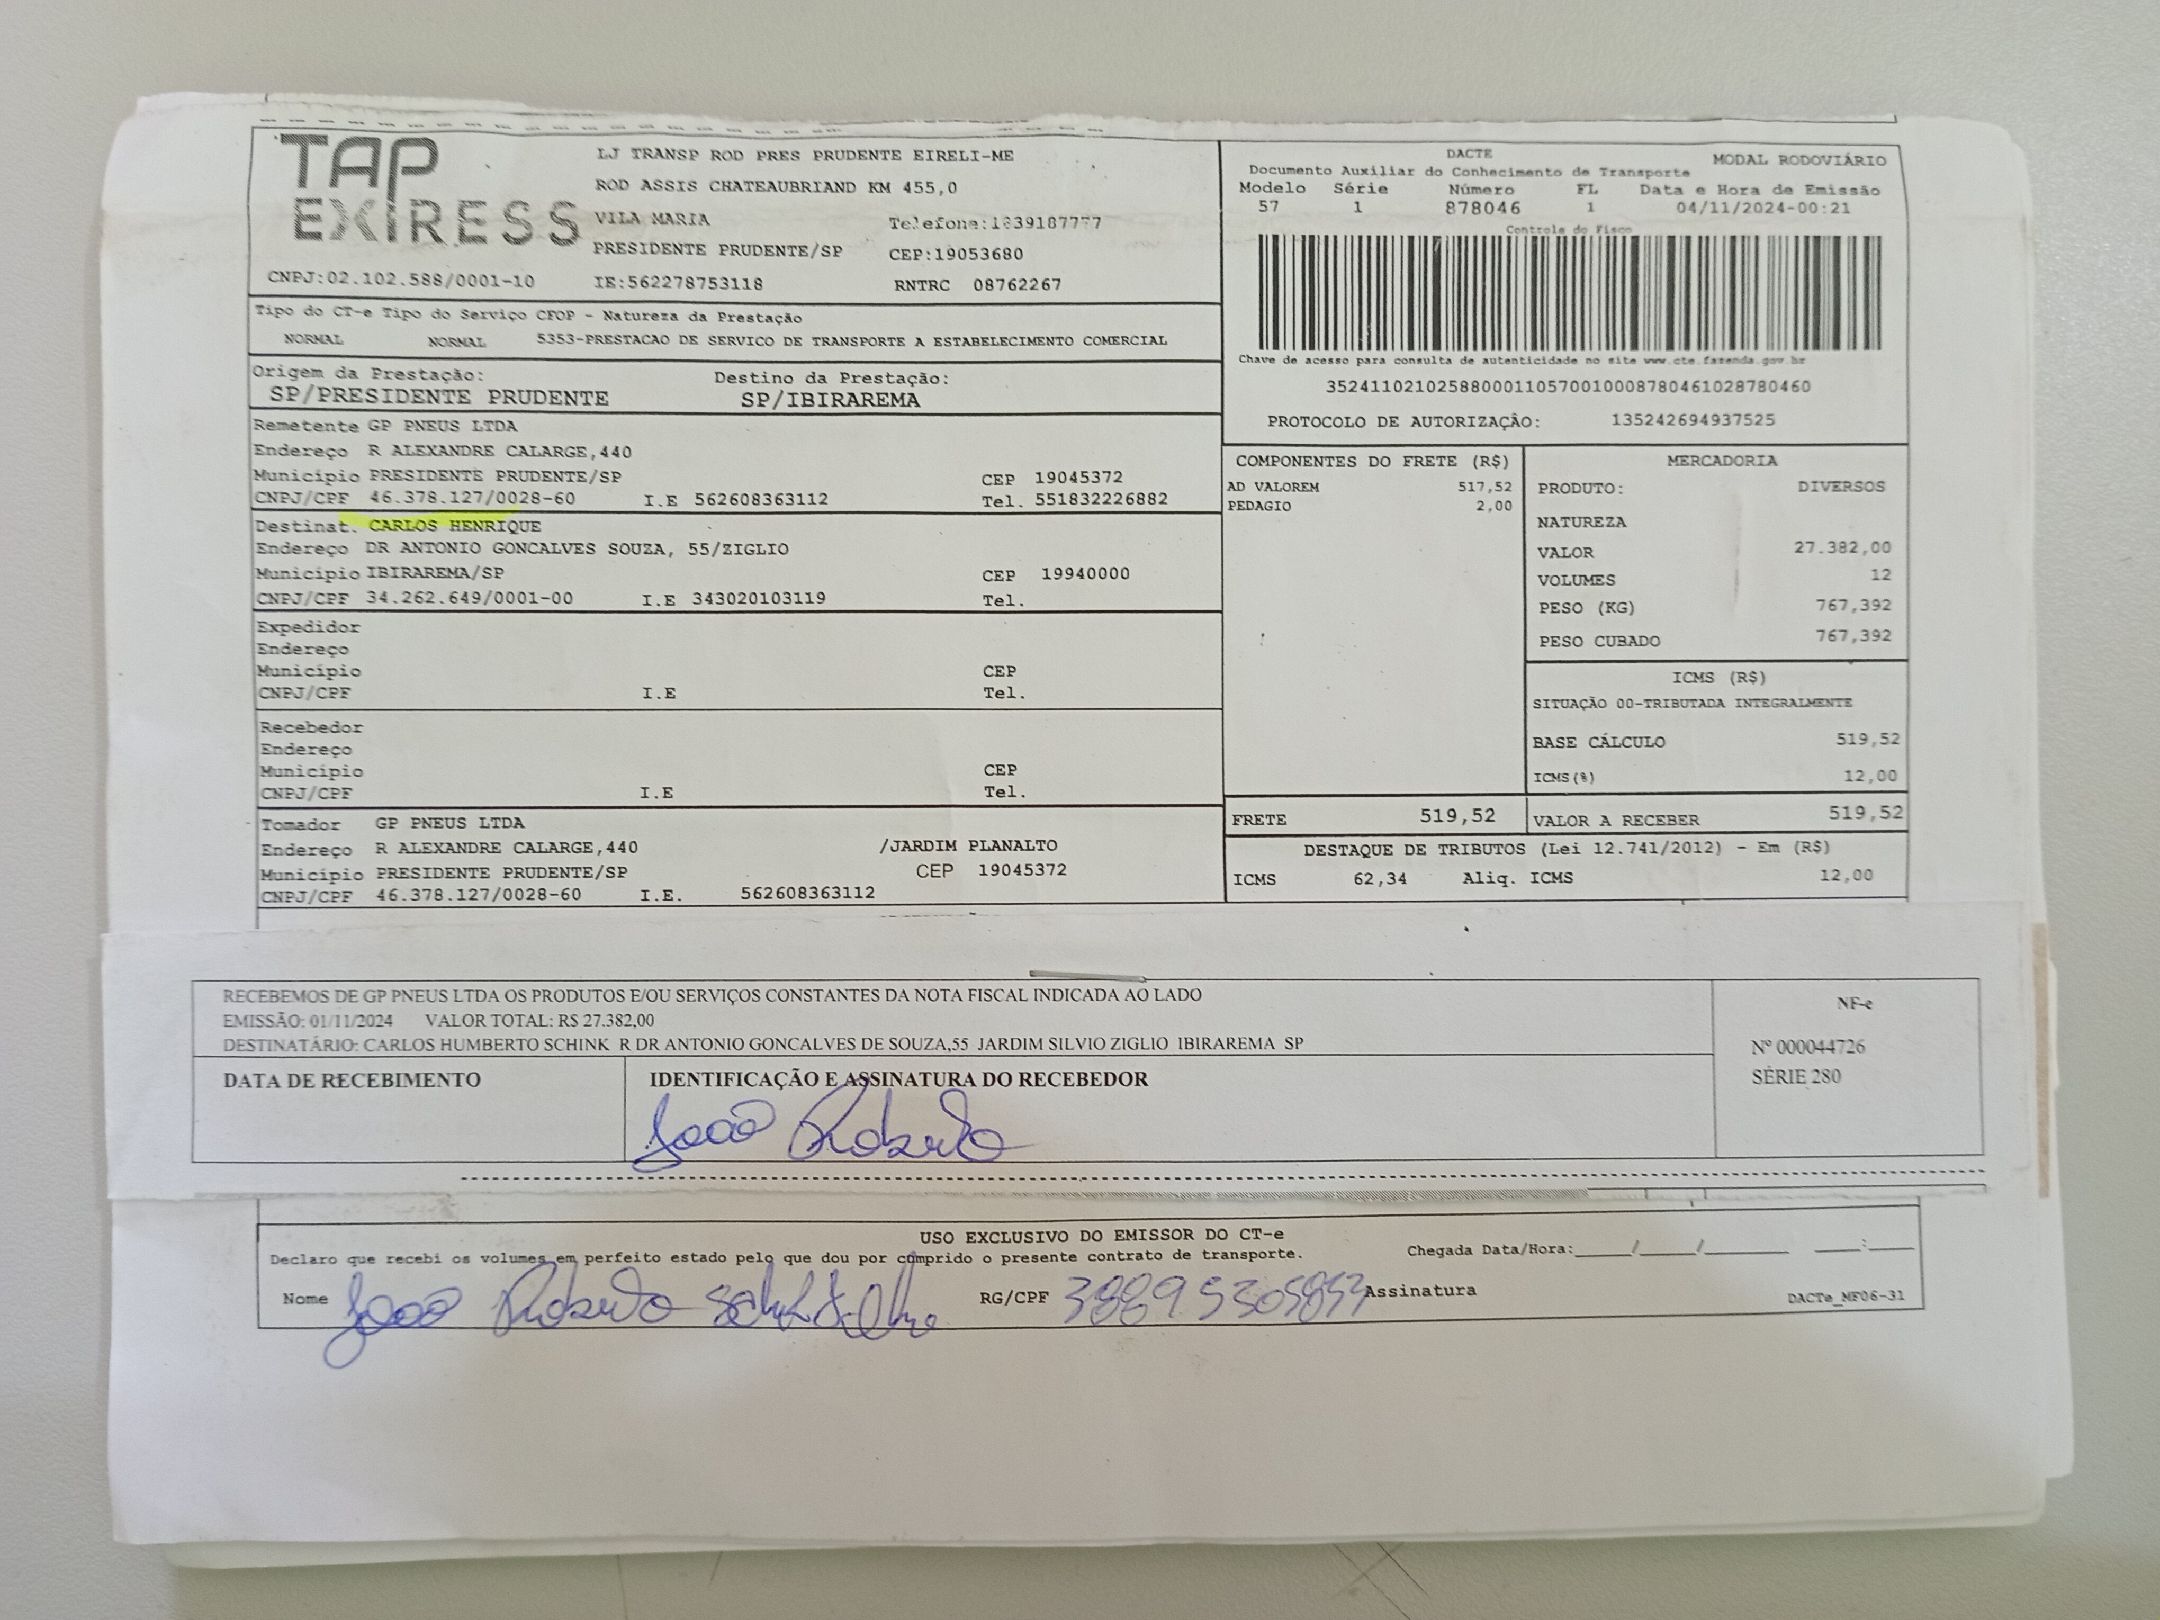 TAP
EXPRESS
LJ TRANSP ROD PRES PRUDENTE EIRELI-ME
ROD ASSIS CHATEAUBRIAND KM 455,0
VILA MARIA Telefone:1839187777
PRESIDENTE PRUDENTE/SP CEP:19053680
CNPJ:02.102.588/0001-10 IE:562278753118 RNTRC 08762267
DACTE MODAL RODOVIÁRIO
Documento Auxiliar do Conhecimento de Transporte
Modelo Série Número FL Data e Hora de Emissão
57 1 878046 1 04/11/2024-00:21
Controle do Fisco
Chave de acesso para consulta de autenticidade no site www.cte.fazenda.gov.br
35241102102588000110570010008780461028780460
PROTOCOLO DE AUTORIZAÇÃO: 135242694937525
Tipo do CT-e Tipo do Serviço CFOP - Natureza da Prestação
NORMAL NORMAL 5353-PRESTACAO DE SERVICO DE TRANSPORTE A ESTABELECIMENTO COMERCIAL
Origem da Prestação: Destino da Prestação:
SP/PRESIDENTE PRUDENTE SP/IBIRAREMA
Remetente GP PNEUS LTDA
Endereço R ALEXANDRE CALARGE,440
Município PRESIDENTE PRUDENTE/SP CEP 19045372
CNPJ/CPF 46.378.127/0028-60 I.E 562608363112 Tel. 551832226882
Destinat. CARLOS HENRIQUE
Endereço DR ANTONIO GONCALVES SOUZA, 55/ZIGLIO
Município IBIRAREMA/SP CEP 19940000
CNPJ/CPF 34.262.649/0001-00 I.E 343020103119 Tel.
Expedidor
Endereço
Município CEP
CNPJ/CPF I.E Tel.
Recebedor
Endereço
Município CEP
CNPJ/CPF I.E Tel.
Tomador GP PNEUS LTDA
Endereço R ALEXANDRE CALARGE,440 /JARDIM PLANALTO
Município PRESIDENTE PRUDENTE/SP CEP 19045372
CNPJ/CPF 46.378.127/0028-60 I.E. 562608363112
COMPONENTES DO FRETE (R$)
AD VALOREM 517,52
PEDAGIO 2,00
MERCADORIA
PRODUTO: DIVERSOS
NATUREZA
VALOR 27.382,00
VOLUMES 12
PESO (KG) 767,392
PESO CUBADO 767,392
ICMS (R$)
SITUAÇÃO 00-TRIBUTADA INTEGRALMENTE
BASE CÁLCULO 519,52
ICMS(%) 12,00
FRETE 519,52 VALOR A RECEBER 519,52
DESTAQUE DE TRIBUTOS (Lei 12.741/2012) - Em (R$)
ICMS 62,34 Aliq. ICMS 12,00
RECEBEMOS DE GP PNEUS LTDA OS PRODUTOS E/OU SERVIÇOS CONSTANTES DA NOTA FISCAL INDICADA AO LADO
EMISSÃO: 01/11/2024 VALOR TOTAL: R$ 27.382,00
DESTINATÁRIO: CARLOS HUMBERTO SCHINK R DR ANTONIO GONCALVES DE SOUZA,55 JARDIM SILVIO ZIGLIO IBIRAREMA SP
NF-e
Nº 000044726
SÉRIE 280
DATA DE RECEBIMENTO IDENTIFICAÇÃO E ASSINATURA DO RECEBEDOR
João Roberto
USO EXCLUSIVO DO EMISSOR DO CT-e
Declaro que recebi os volumes em perfeito estado pelo que dou por comprido o presente contrato de transporte. Chegada Data/Hora:____/____/______ ___:___
Nome João Roberto RG/CPF Assinatura DACTe_MF06-31